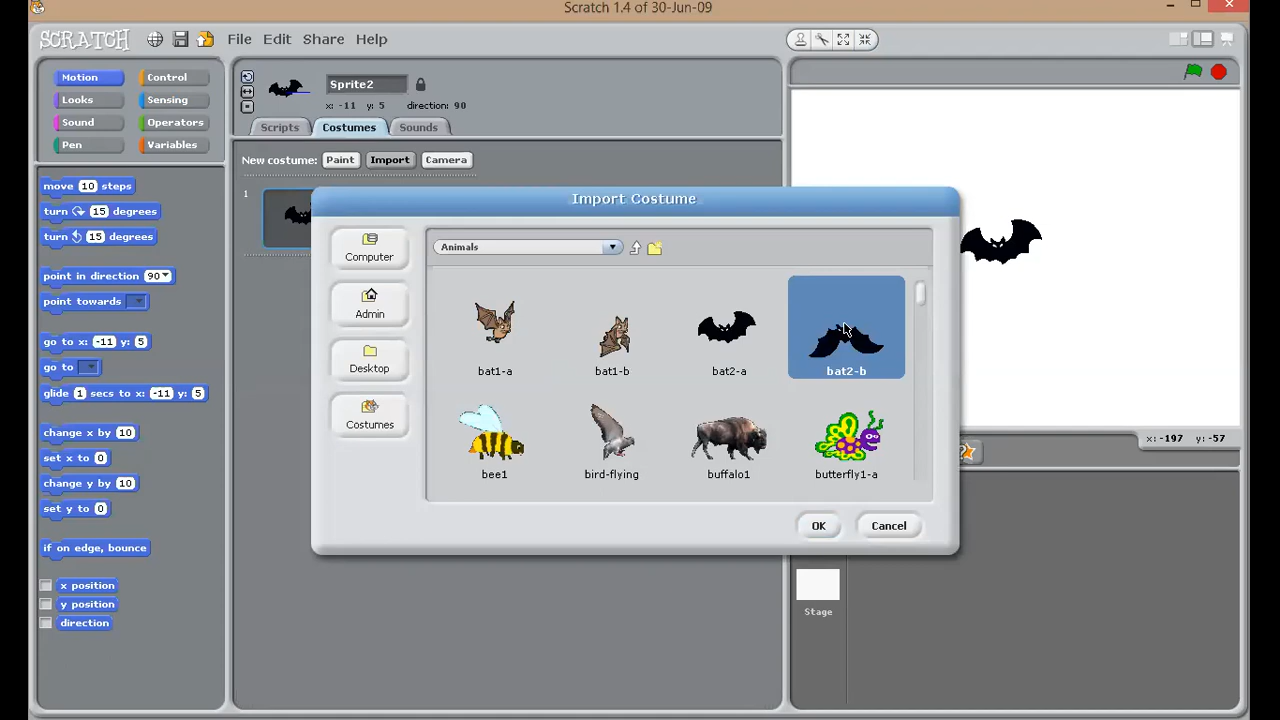 Scratch 1.4 of 30-Jun-09
SCRATCH File Edit Share Help
Motion Control
Looks Sensing
Sound Operators
Pen Variables
move 10 steps
turn 15 degrees
turn 15 degrees
point in direction 90
point towards
go to x: -11 y: 5
go to
glide 1 secs to x: -11 y: 5
change x by 10
set x to 0
change y by 10
set y to 0
if on edge, bounce
x position
y position
direction
Sprite2
x: -11 y: 5 direction: 90
Scripts Costumes Sounds
New costume: Paint Import Camera
1
Import Costume
Computer
Admin
Desktop
Costumes
Animals
bat1-a bat1-b bat2-a bat2-b
bee1 bird-flying buffalo1 butterfly1-a
OK Cancel
x: -197 y: -57
Stage